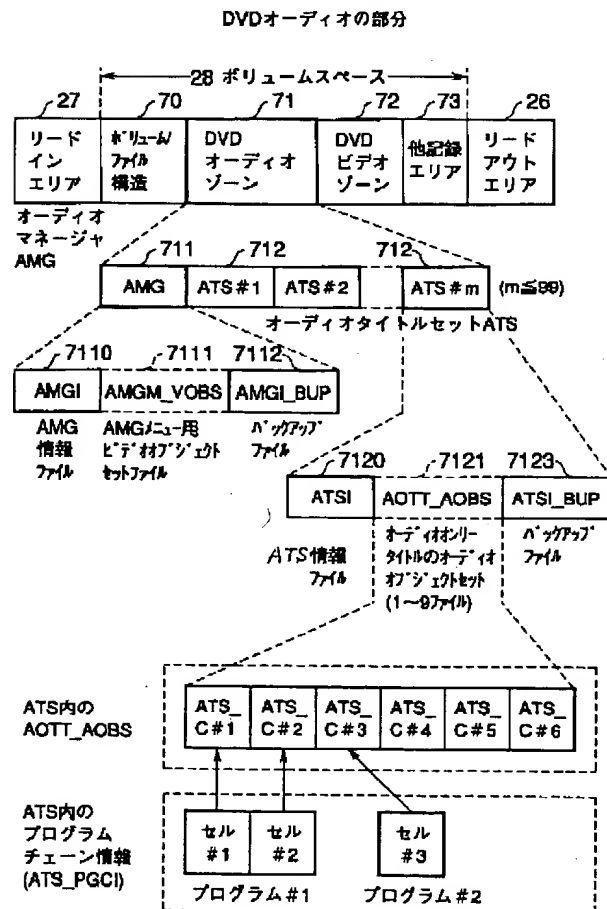 DVDオーディオの部分
28 ボリュームスペース
27 70 71 72 73 26
リード
イン
エリア
ボリューム/
ファイル
構造
DVD
オーディオ
ゾーン
DVD
ビデオ
ゾーン
他記録
エリア
リード
アウト
エリア
オーディオ
マネージャ
AMG
711 712 712
AMG ATS#1 ATS#2 ATS#m (m≦99)
オーディオタイトルセットATS
7110 7111 7112
AMGI AMGM_VOBS AMGI_BUP
AMG
情報
ファイル
AMGメニュー用
ビデオオブジェクト
セットファイル
バックアップ
ファイル
7120 7121 7123
ATSI AOTT_AOBS ATSI_BUP
ATS情報
ファイル
オーディオオンリー
タイトルのオーディオ
オブジェクトセット
(1〜9ファイル)
バックアップ
ファイル
ATS内の
AOTT_AOBS
ATS_
C#1
ATS_
C#2
ATS_
C#3
ATS_
C#4
ATS_
C#5
ATS_
C#6
ATS内の
プログラム
チェーン情報
(ATS_PGCI)
セル
#1
セル
#2
セル
#3
プログラム#1 プログラム#2